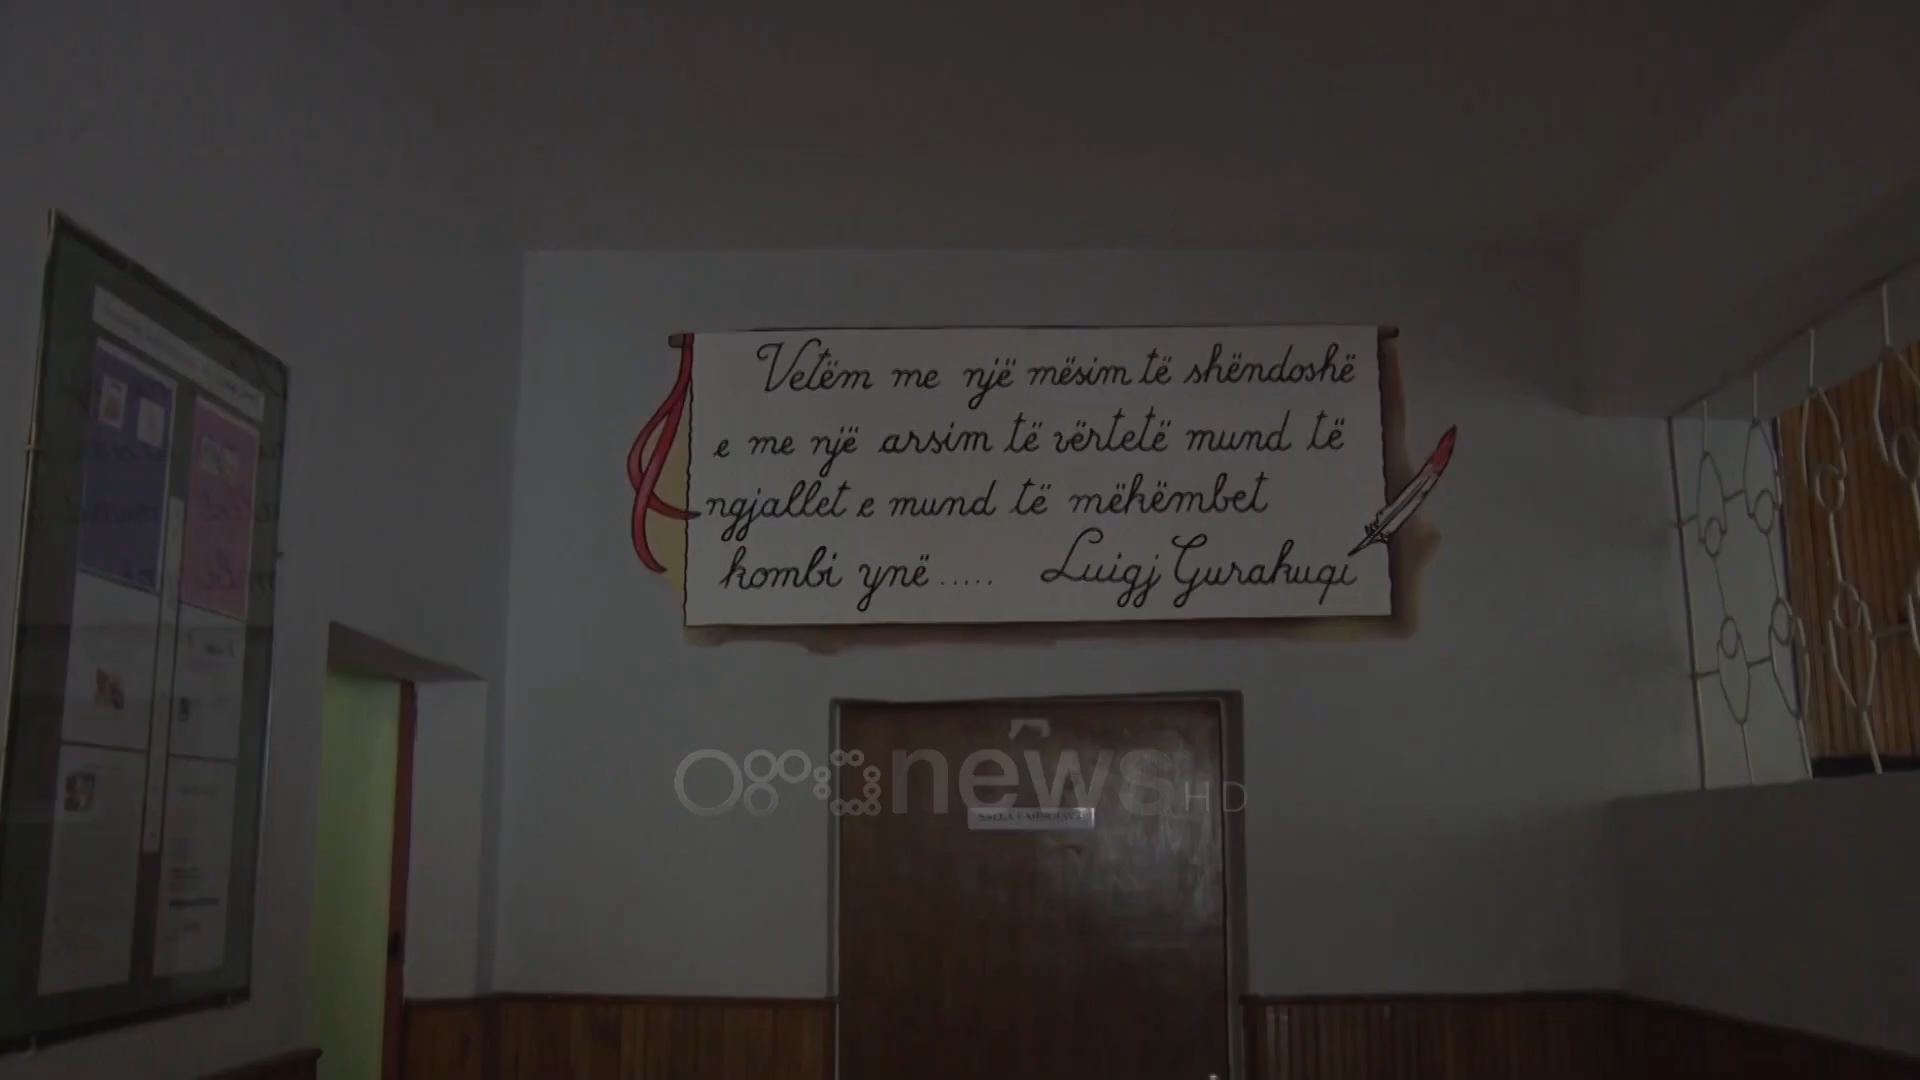 Vetëm me një mësim të shëndoshë
e me një arsim të vërtetë mund të
ngjallet e mund të mëkëmbet
kombi ynë ..... Luigj Gurakuqi
news HD